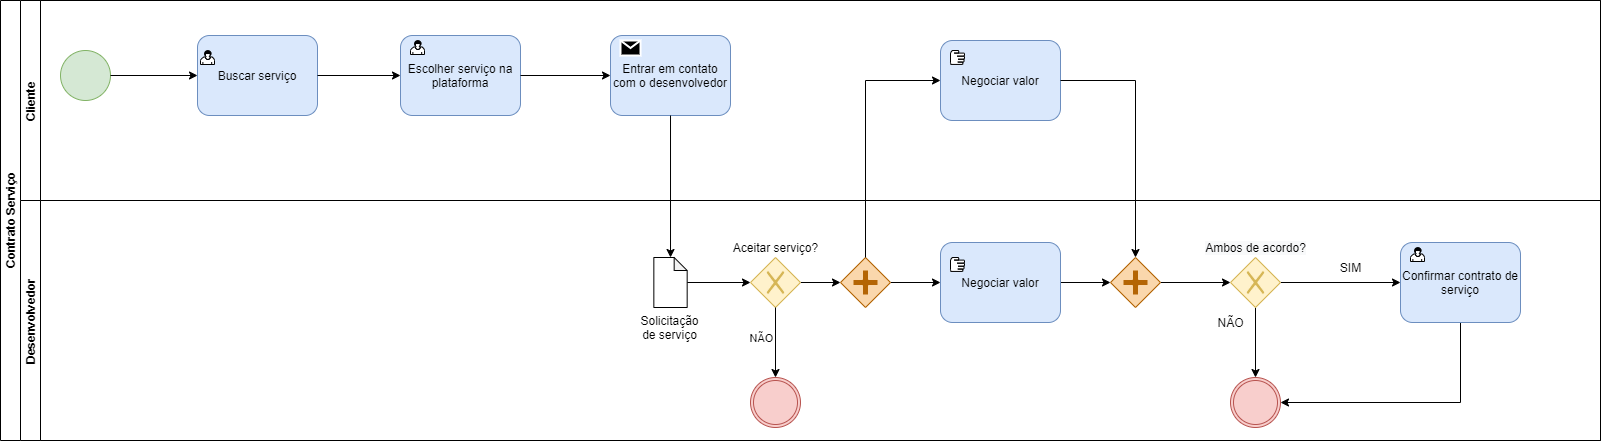 Contrato Serviço
Cliente
Buscar serviço
Escolher serviço na
plataforma
Entrar em contato
com o desenvolvedor
Negociar valor
Desenvolvedor
Solicitação
de serviço
Aceitar serviço?
NÃO
Negociar valor
Ambos de acordo?
SIM
NÃO
Confirmar contrato de
serviço